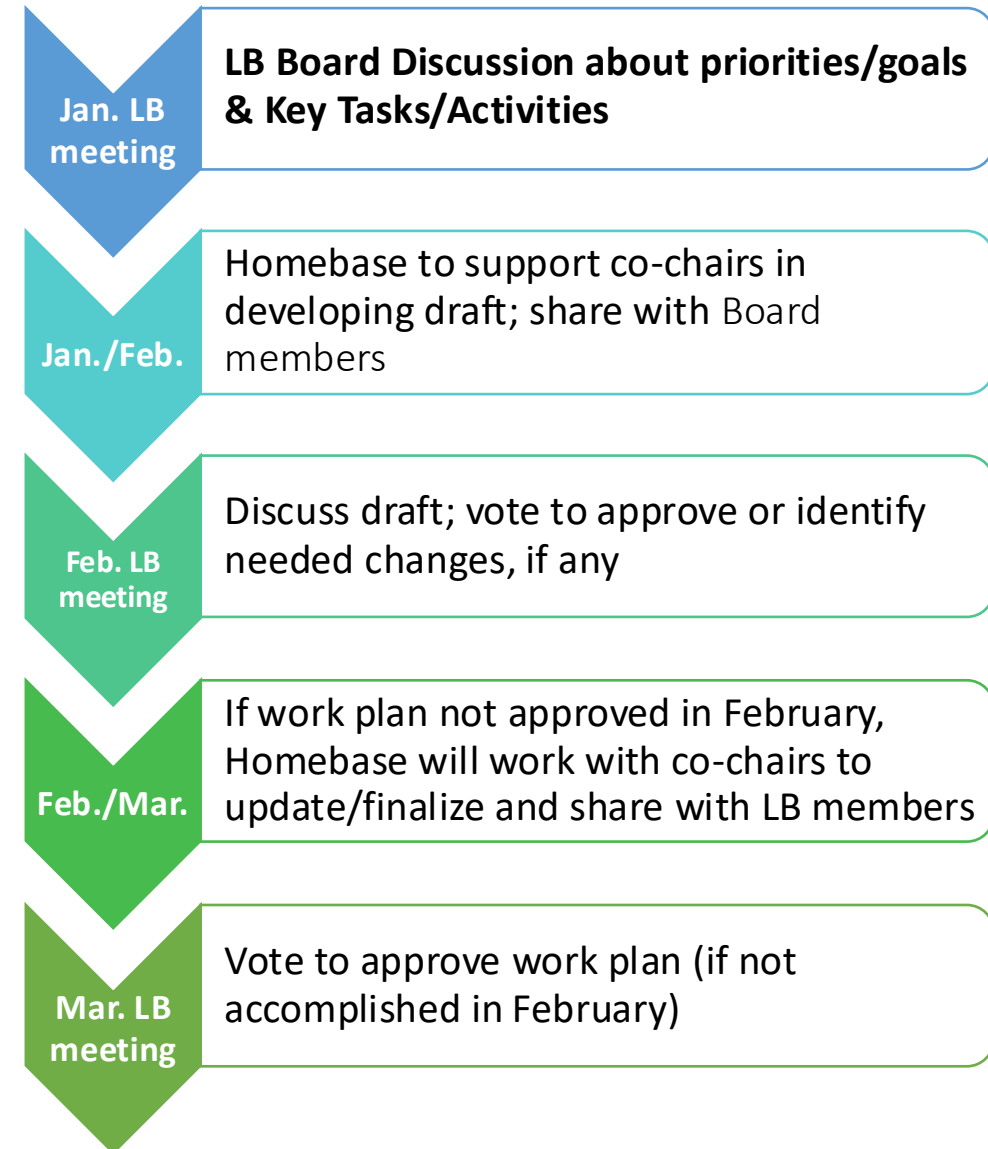 Jan. LB
meeting
LB Board Discussion about priorities/goals
& Key Tasks/Activities
Jan./Feb.
Homebase to support co-chairs in
developing draft; share with Board
members
Feb. LB
meeting
Discuss draft; vote to approve or identify
needed changes, if any
Feb./Mar.
If work plan not approved in February,
Homebase will work with co-chairs to
update/finalize and share with LB members
Mar. LB
meeting
Vote to approve work plan (if not
accomplished in February)